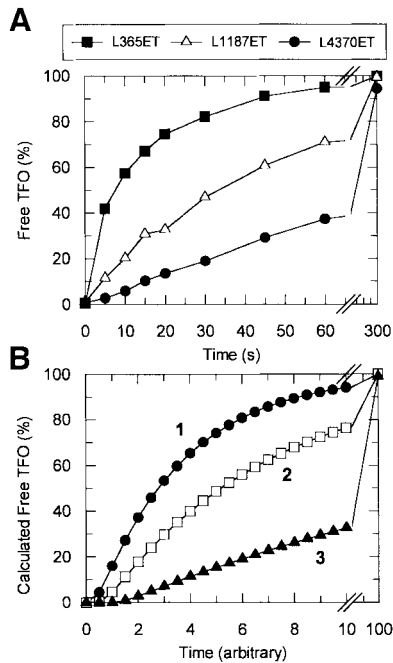 A
L365ET L1187ET L4370ET
100
80
60
40
20
0
Free TFO (%)
0 10 20 30 40 50 60 300
Time (s)
B
100
80
60
40
20
0
Calculated Free TFO (%)
1
2
3
0 2 4 6 8 10 100
Time (arbitrary)